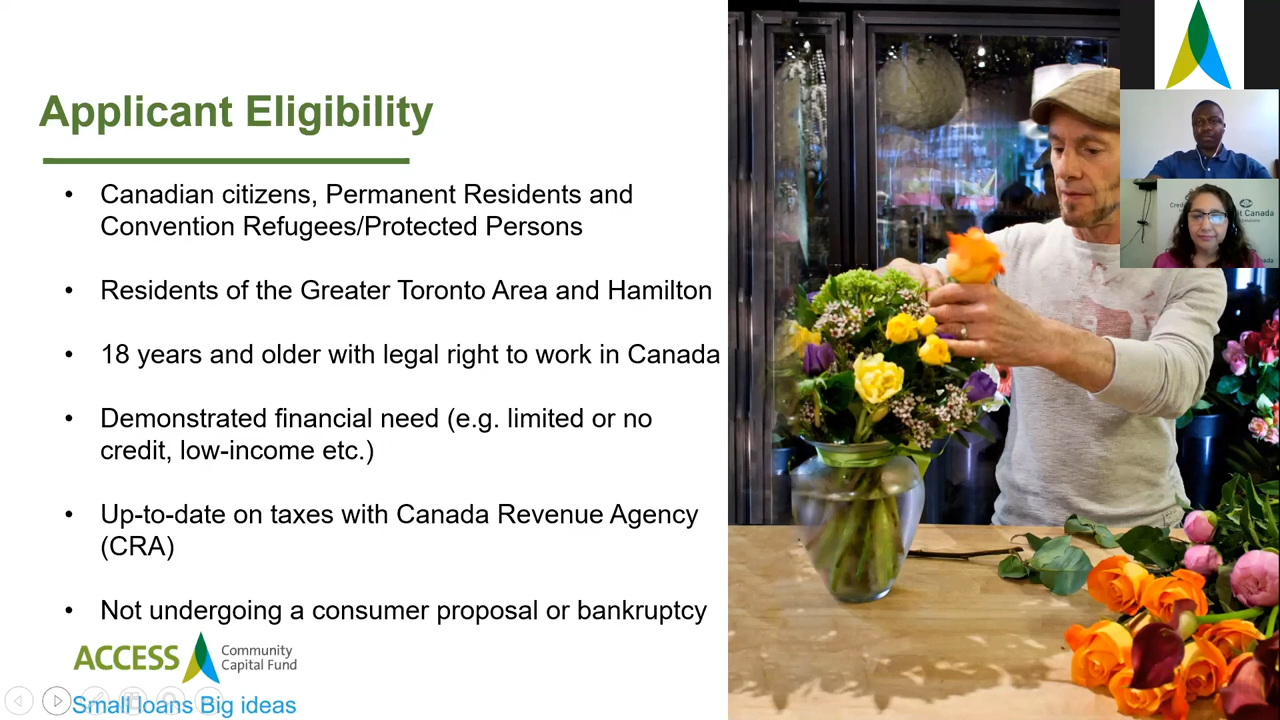 Applicant Eligibility
• Canadian citizens, Permanent Residents and
Convention Refugees/Protected Persons
• Residents of the Greater Toronto Area and Hamilton
• 18 years and older with legal right to work in Canada
• Demonstrated financial need (e.g. limited or no
credit, low-income etc.)
• Up-to-date on taxes with Canada Revenue Agency
(CRA)
• Not undergoing a consumer proposal or bankruptcy
ACCESS Community
Capital Fund
Small loans Big ideas
Canada